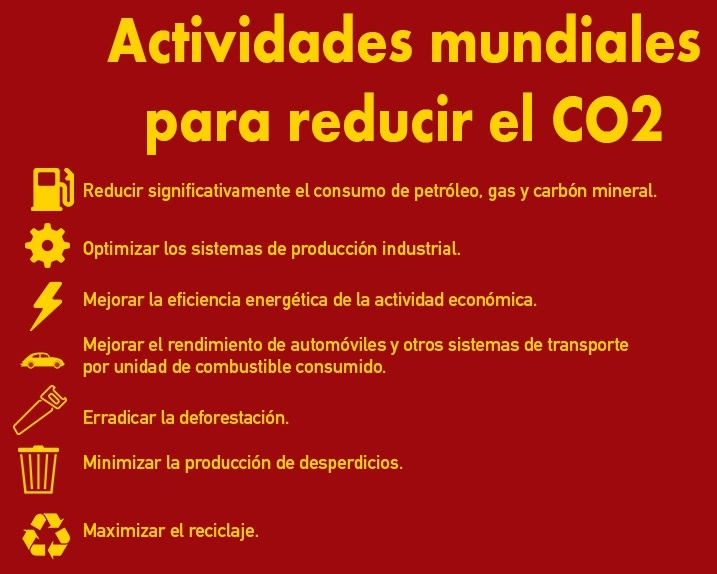 Actividades mundiales
para reducir el CO2
Reducir significativamente el consumo de petróleo, gas y carbón mineral.
Optimizar los sistemas de producción industrial.
Mejorar la eficiencia energética de la actividad económica.
Mejorar el rendimiento de automóviles y otros sistemas de transporte
por unidad de combustible consumido.
Erradicar la deforestación.
Minimizar la producción de desperdicios.
Maximizar el reciclaje.